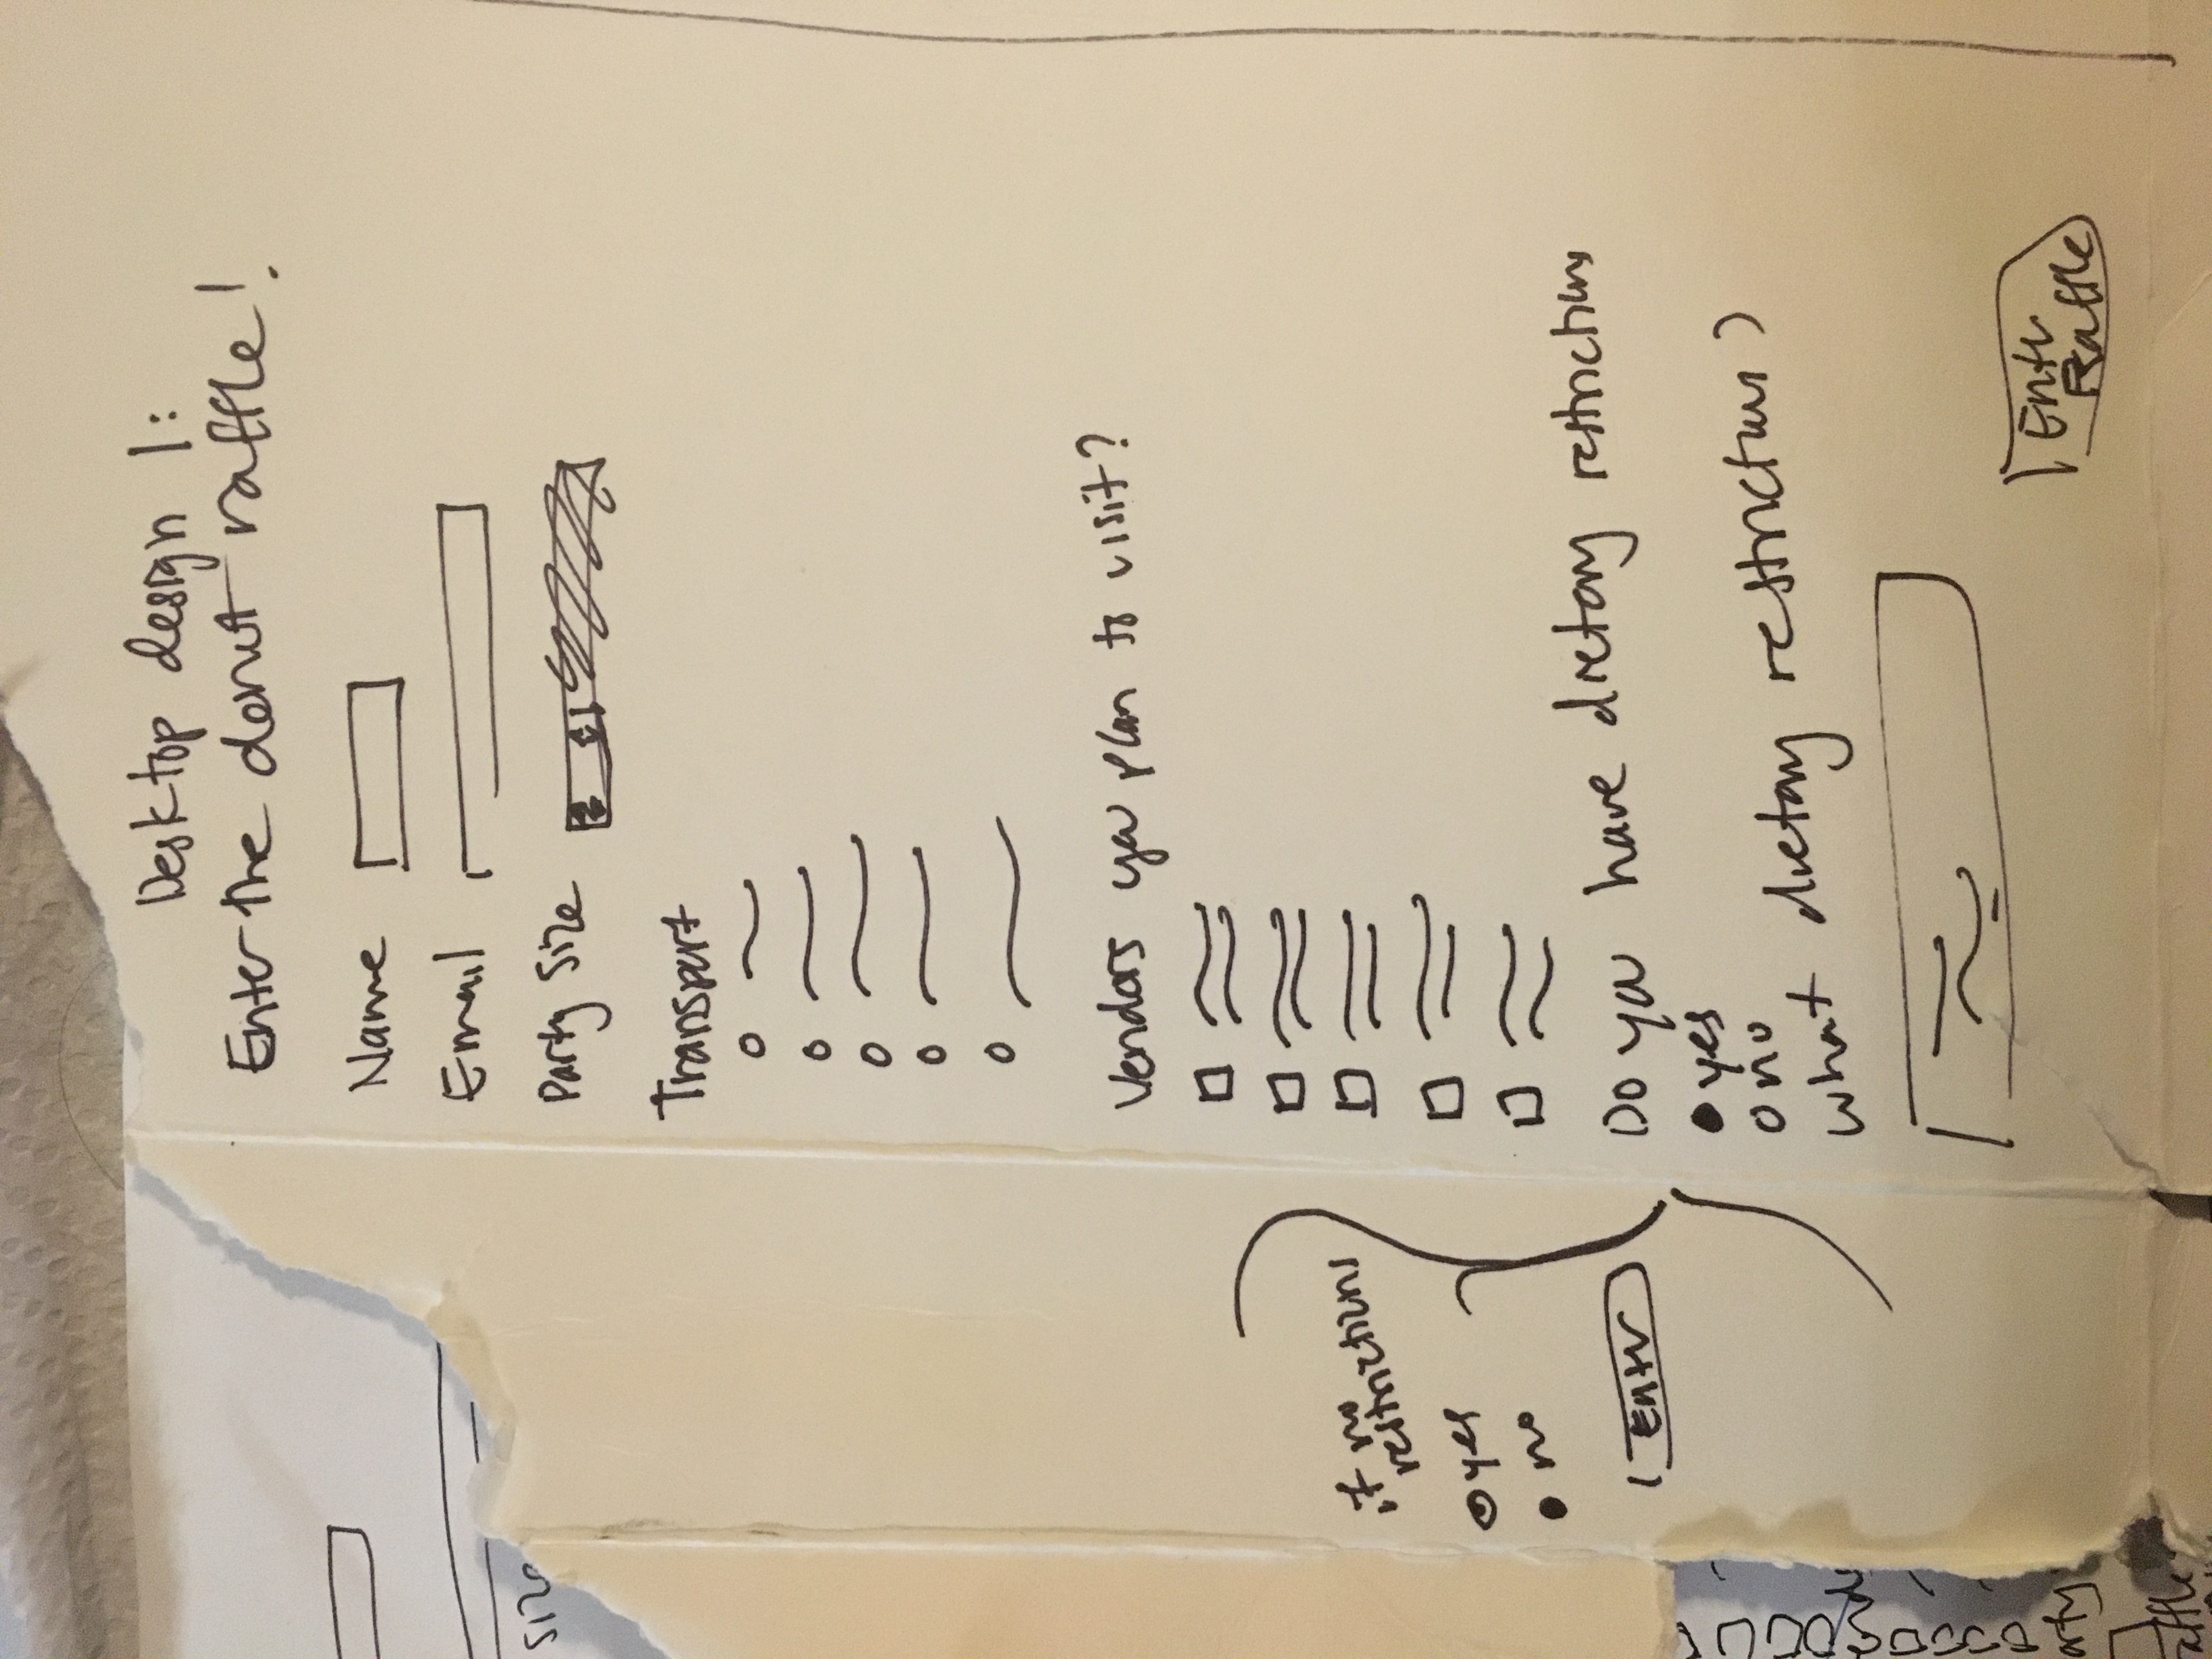 Desktop design 1:
Enter the donut raffle!
Name
Email
Party Size
Transport
Vendors you plan to visit?
Do you have dietary restrictions
yes
no
What dietary restrictions?
Enter
Raffle
if no
restrictions
yes
no
Enter
size
arty
affle